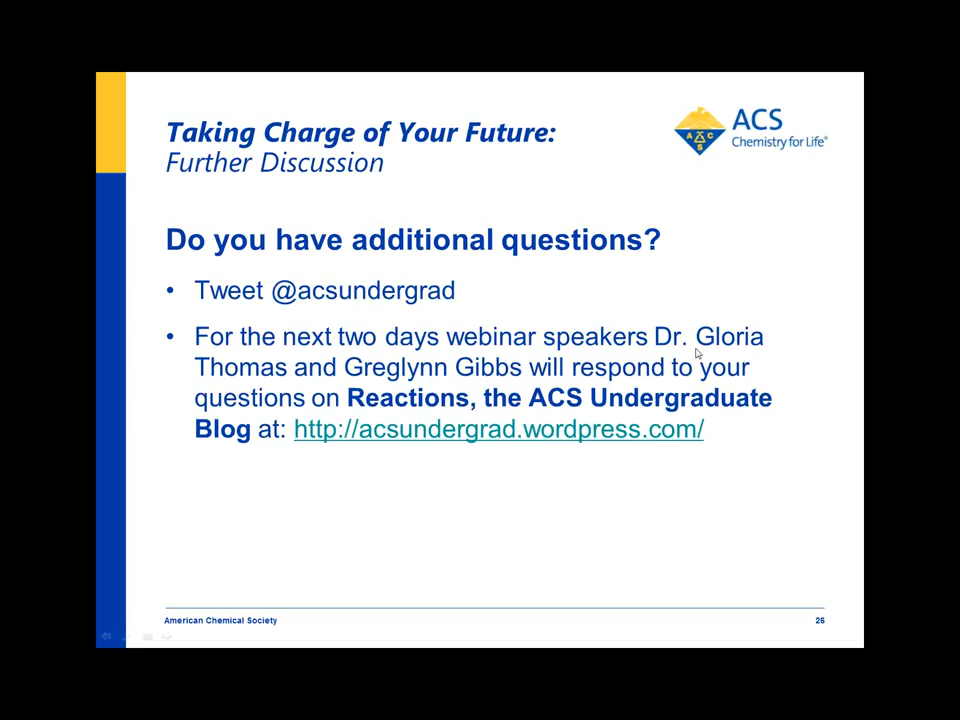 Taking Charge of Your Future:
Further Discussion
ACS
Chemistry for Life®
A C S
Do you have additional questions?
• Tweet @acsundergrad
• For the next two days webinar speakers Dr. Gloria
Thomas and Greglynn Gibbs will respond to your
questions on Reactions, the ACS Undergraduate
Blog at: http://acsundergrad.wordpress.com/
American Chemical Society
26